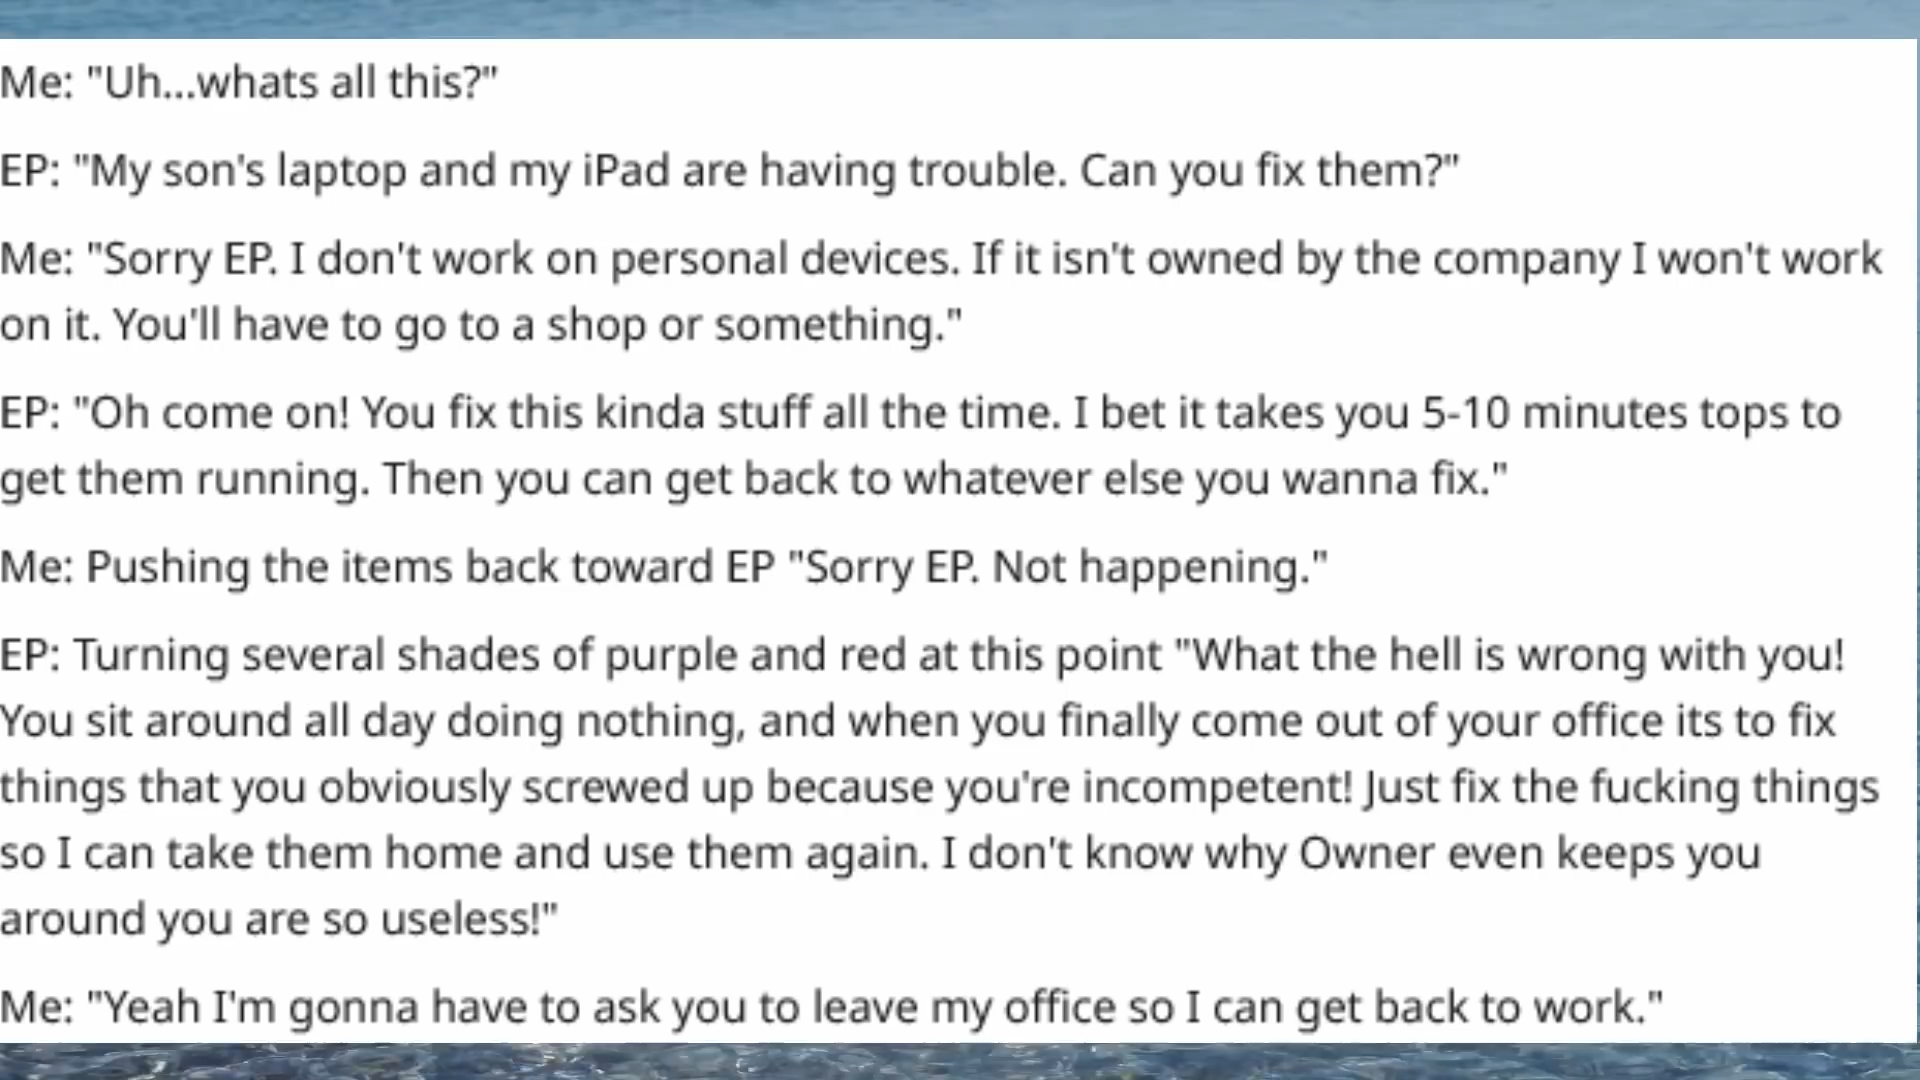 Me: "Uh...whats all this?"
EP: "My son's laptop and my iPad are having trouble. Can you fix them?"
Me: "Sorry EP. I don't work on personal devices. If it isn't owned by the company I won't work
on it. You'll have to go to a shop or something."
EP: "Oh come on! You fix this kinda stuff all the time. I bet it takes you 5-10 minutes tops to
get them running. Then you can get back to whatever else you wanna fix."
Me: Pushing the items back toward EP "Sorry EP. Not happening."
EP: Turning several shades of purple and red at this point "What the hell is wrong with you!
You sit around all day doing nothing, and when you finally come out of your office its to fix
things that you obviously screwed up because you're incompetent! Just fix the fucking things
so I can take them home and use them again. I don't know why Owner even keeps you
around you are so useless!"
Me: "Yeah I'm gonna have to ask you to leave my office so I can get back to work."